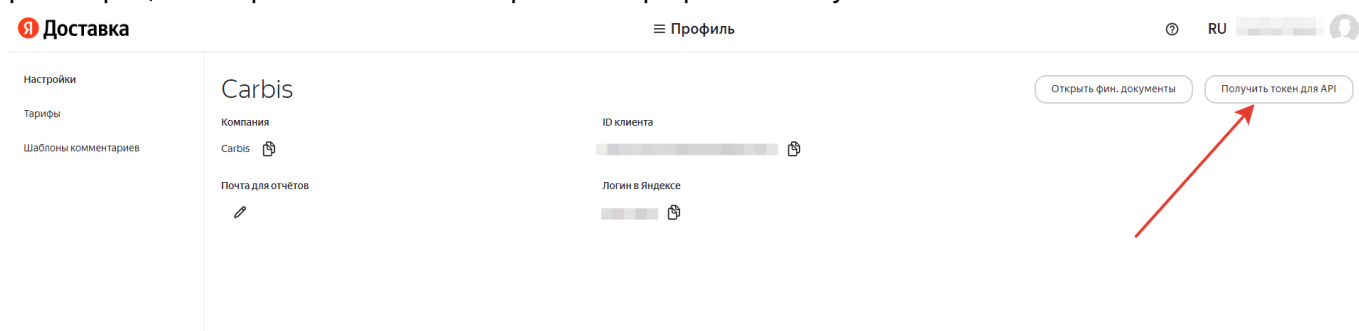 Я Доставка
Профиль
RU
Настройки
Тарифы
Шаблоны комментариев
Carbis
Открыть фин. документы
Получить токен для API
Компания
ID клиента
Carbis
Почта для отчётов
Логин в Яндексе